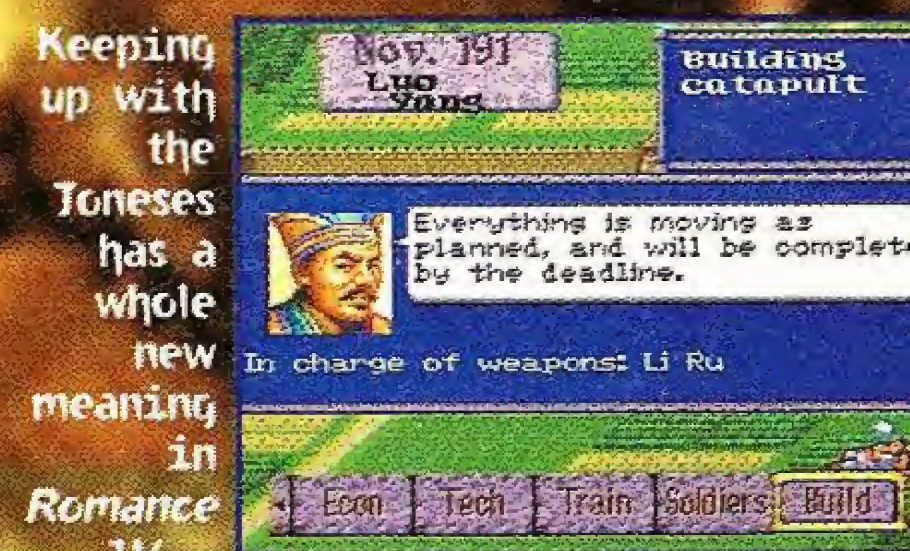 Keeping
up with
the
Joneses
has a
whole
new
meaning
in
Romance
IV
Nov. 191
Luo
Yang
Building
catapult
Everything is moving as
planned, and will be complete
by the deadline.
In charge of weapons: Li Ru
Econ Tech Train Soldiers Build